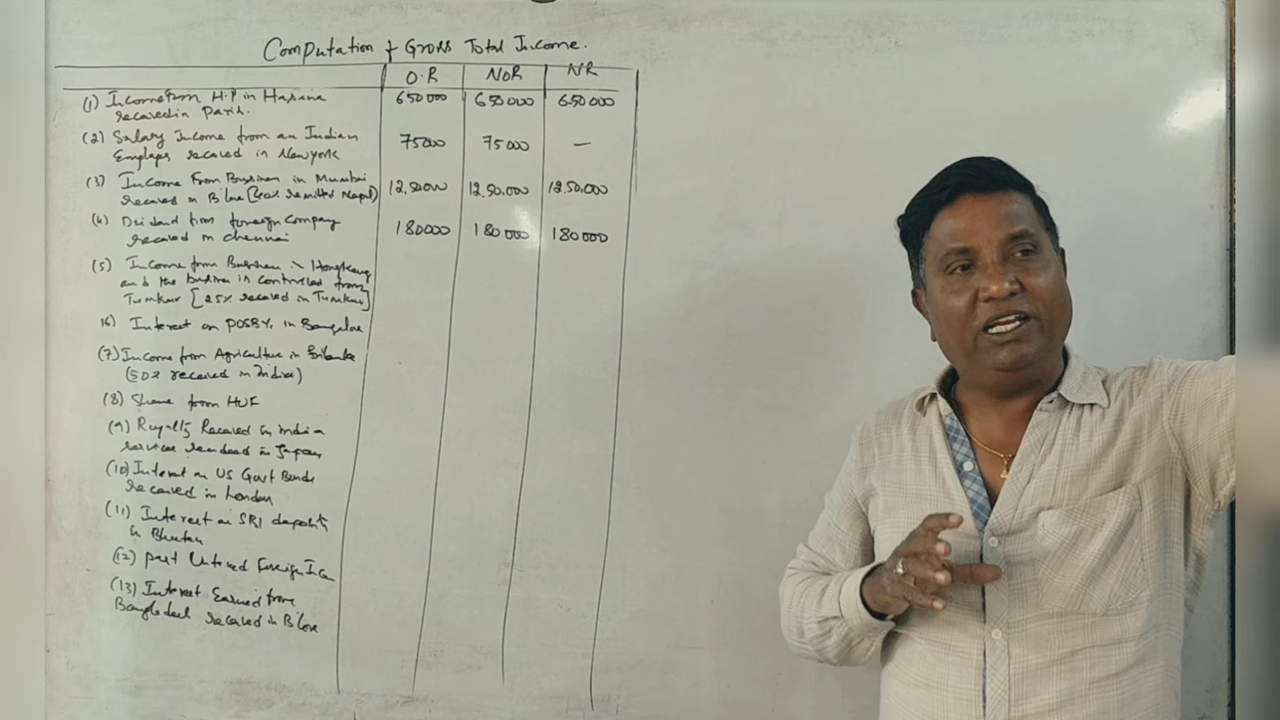 Computation of Gross Total Income.
O.R NOR NR
(1) Income from H.P in Hariana 650000 650000 650000
received in Paris.
(2) Salary Income from an Indian 75000 75000 —
Employer received in Newyork
(3) Income From Business in Mumbai
received in B'lore ( remitted Nepal) 12,50,000 12,50,000 12,50,000
(4) Dividend from foreign Company 180000 180000 180000
received in Chennai
(5) Income from Business in Hongkong
and the business is controlled from
Tumkur [25% received in Tumkur]
(6) Interest on POSB in Bangalore
(7) Income from Agriculture in Srilanka
(50% received in India)
(8) Share from HUF
(9) Royalty Received in India
service rendered in Japan
(10) Interest on US Govt Bonds
received in London
(11) Interest on SBI deposits
in Bhutan
(12) Past Untaxed Foreign Income
(13) Interest Earned from
Bangladesh received in B'lore